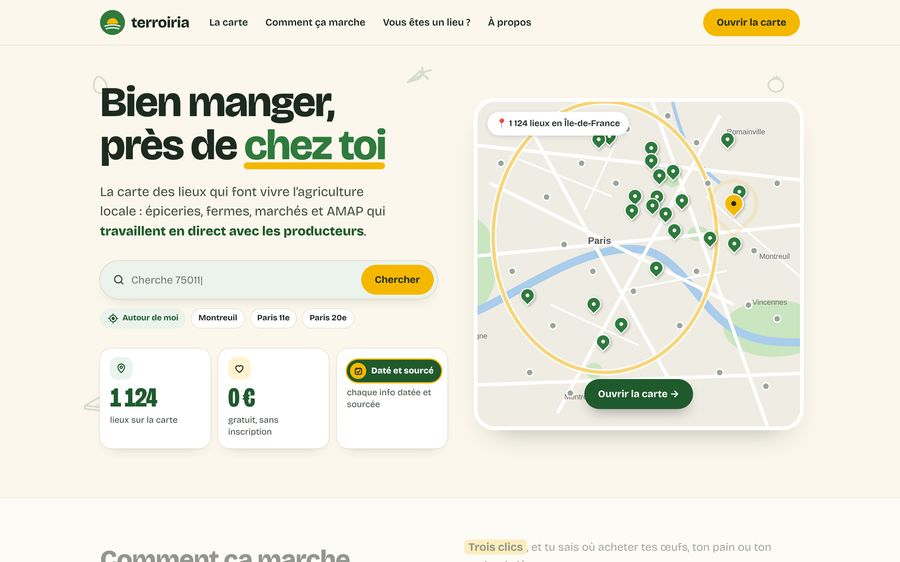 terroiria
La carte
Comment ça marche
Vous êtes un lieu ?
À propos
Ouvrir la carte
Bien manger,
près de chez toi
La carte des lieux qui font vivre l'agriculture
locale : épiceries, fermes, marchés et AMAP qui
travaillent en direct avec les producteurs.
Cherche 75011|
Chercher
Autour de moi
Montreuil
Paris 11e
Paris 20e
1 124
lieux sur la carte
0 €
gratuit, sans
inscription
Daté et sourcé
chaque info datée et
sourcée
1 124 lieux en Île-de-France
Romainville
Paris
Montreuil
Vincennes
Ouvrir la carte →
Comment ça marche
Trois clics, et tu sais où acheter tes œufs, ton pain ou ton